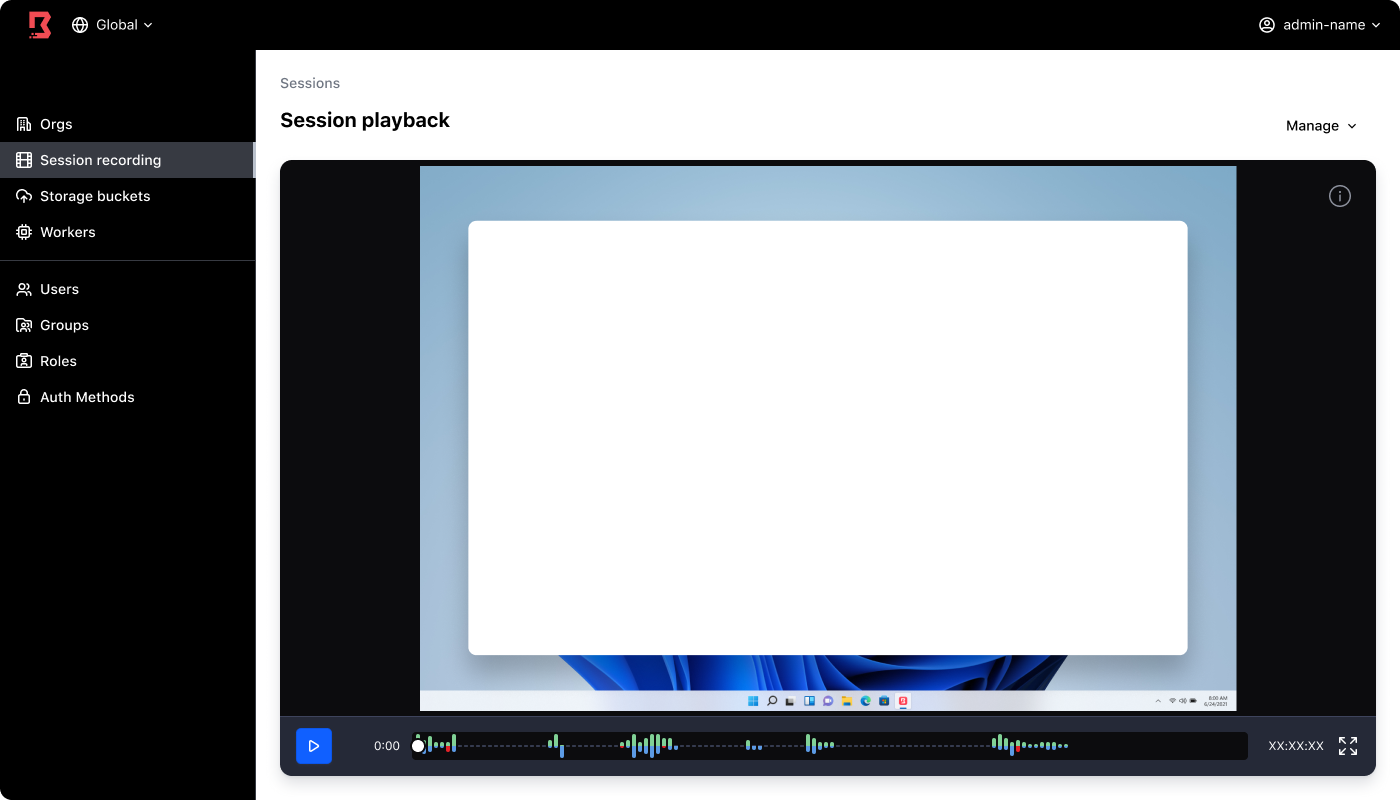 Global
admin-name
Orgs
Session recording
Storage buckets
Workers
Users
Groups
Roles
Auth Methods
Sessions
Session playback
Manage
8:00 AM
6/24/2021
0:00
XX:XX:XX